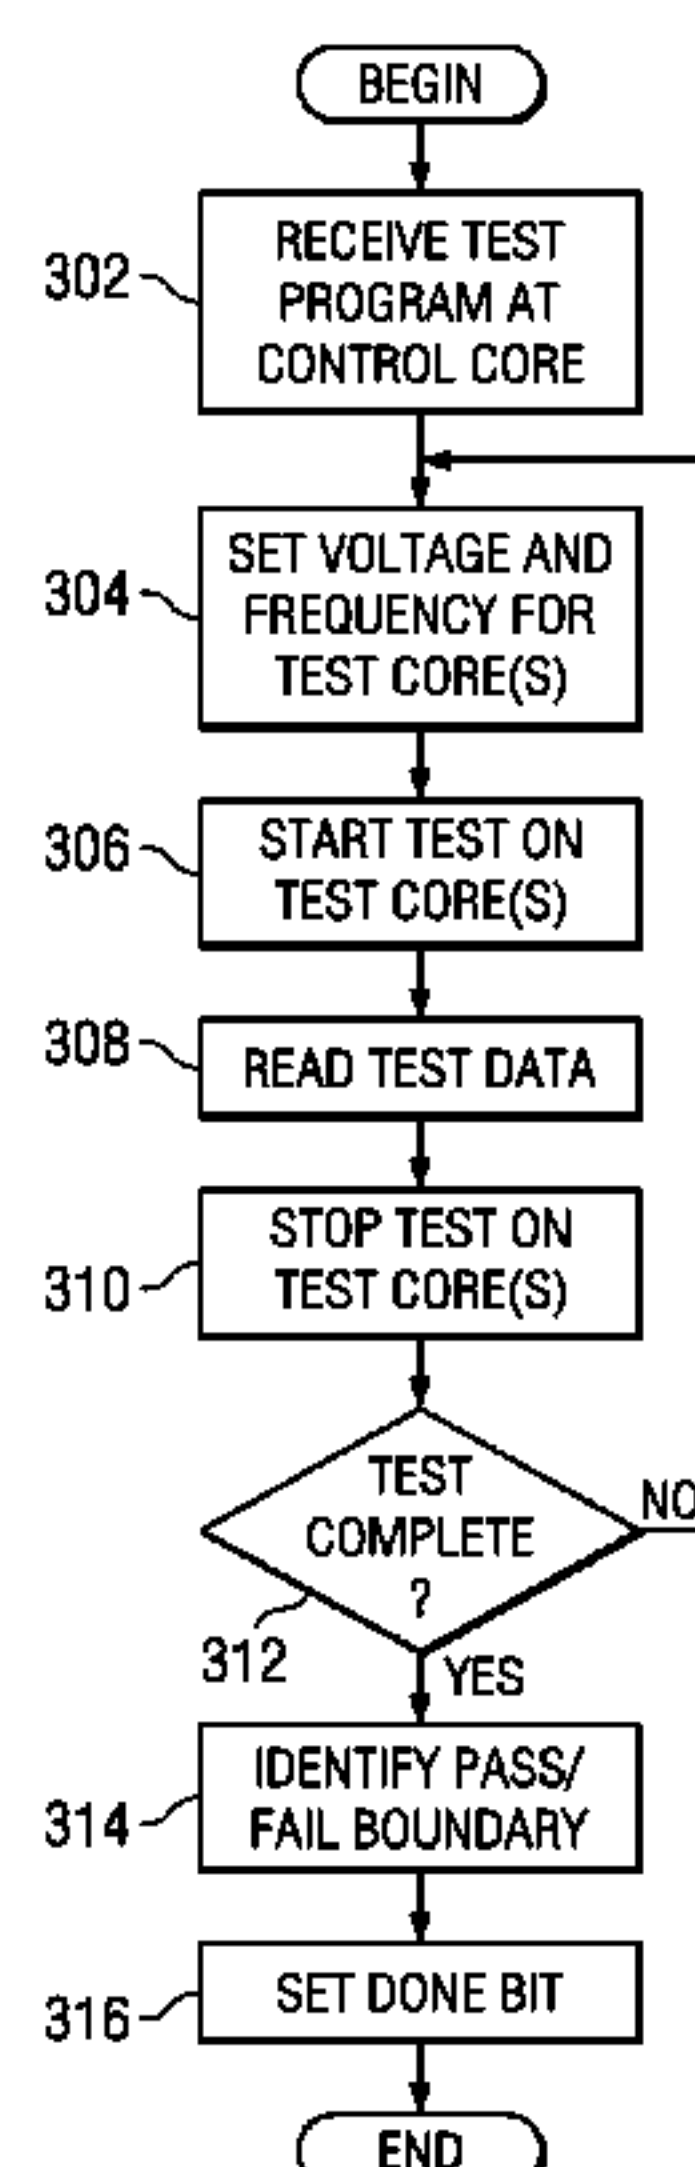 BEGIN
302
RECEIVE TEST
PROGRAM AT
CONTROL CORE
304
SET VOLTAGE AND
FREQUENCY FOR
TEST CORE(S)
306
START TEST ON
TEST CORE(S)
308
READ TEST DATA
310
STOP TEST ON
TEST CORE(S)
TEST
COMPLETE
?
NO
312
YES
314
IDENTIFY PASS/
FAIL BOUNDARY
316
SET DONE BIT
END